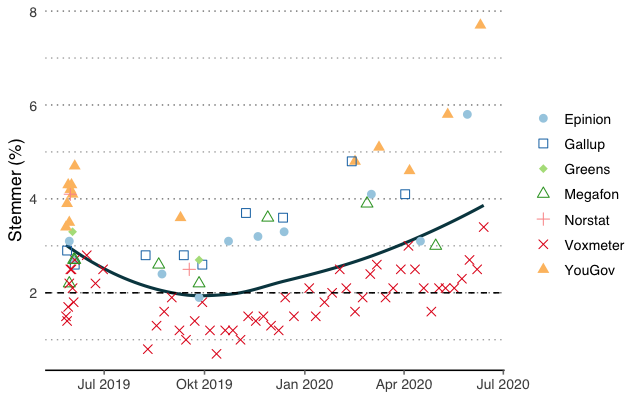 8
6
4
2
Stemmer (%)
Jul 2019
Okt 2019
Jan 2020
Apr 2020
Jul 2020
Epinion
Gallup
Greens
Megafon
Norstat
Voxmeter
YouGov